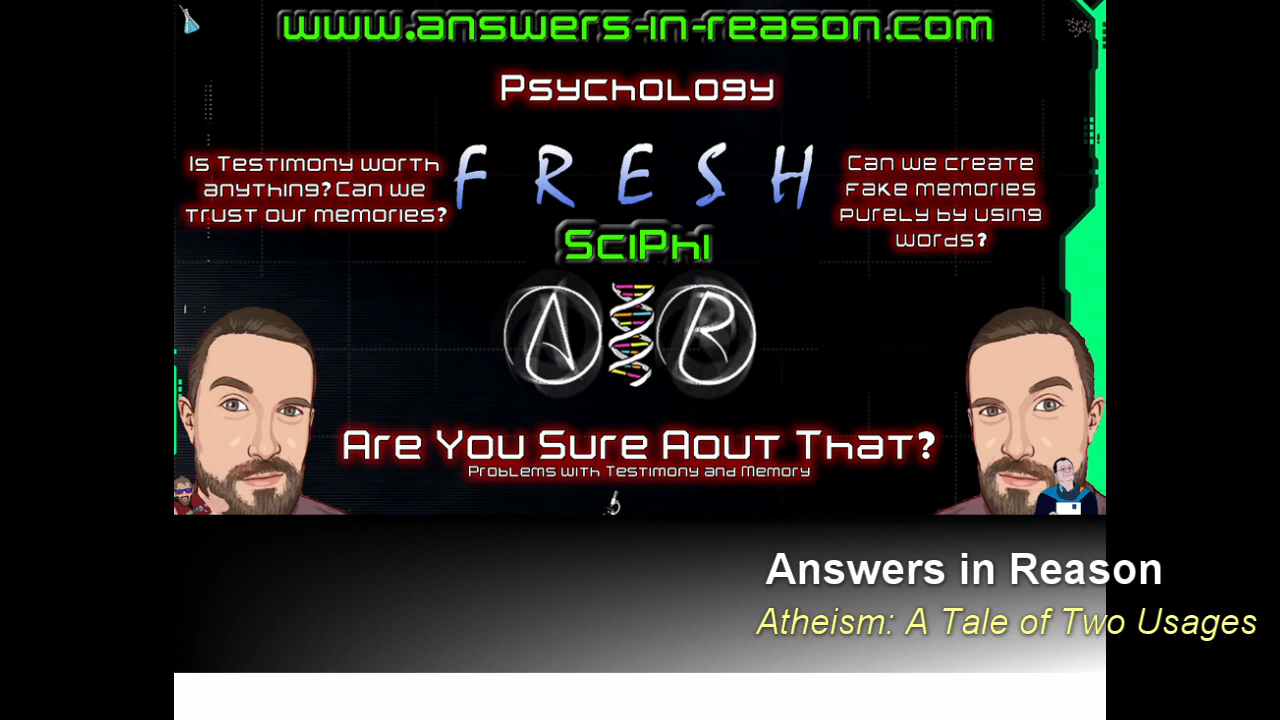 www.answers-in-reason.com
Psychology
Is Testimony worth
anything? Can we
trust our memories?
FRESH
Can we create
fake memories
purely by using
words?
SciPhi
A R
Are You Sure Aout That?
Problems with Testimony and Memory
Answers in Reason
Atheism: A Tale of Two Usages